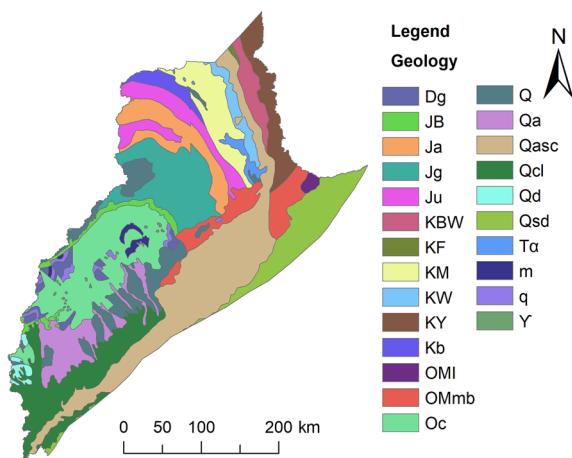 Legend
N
Geology
Dg
JB
Ja
Jg
Ju
KBW
KF
KM
KW
KY
Kb
OMI
OMmb
Oc
Q
Qa
Qasc
Qcl
Qd
Qsd
Tα
m
q
ϒ
0 50 100 200 km